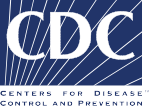 CDC
CENTERS FOR DISEASE™
CONTROL AND PREVENTION